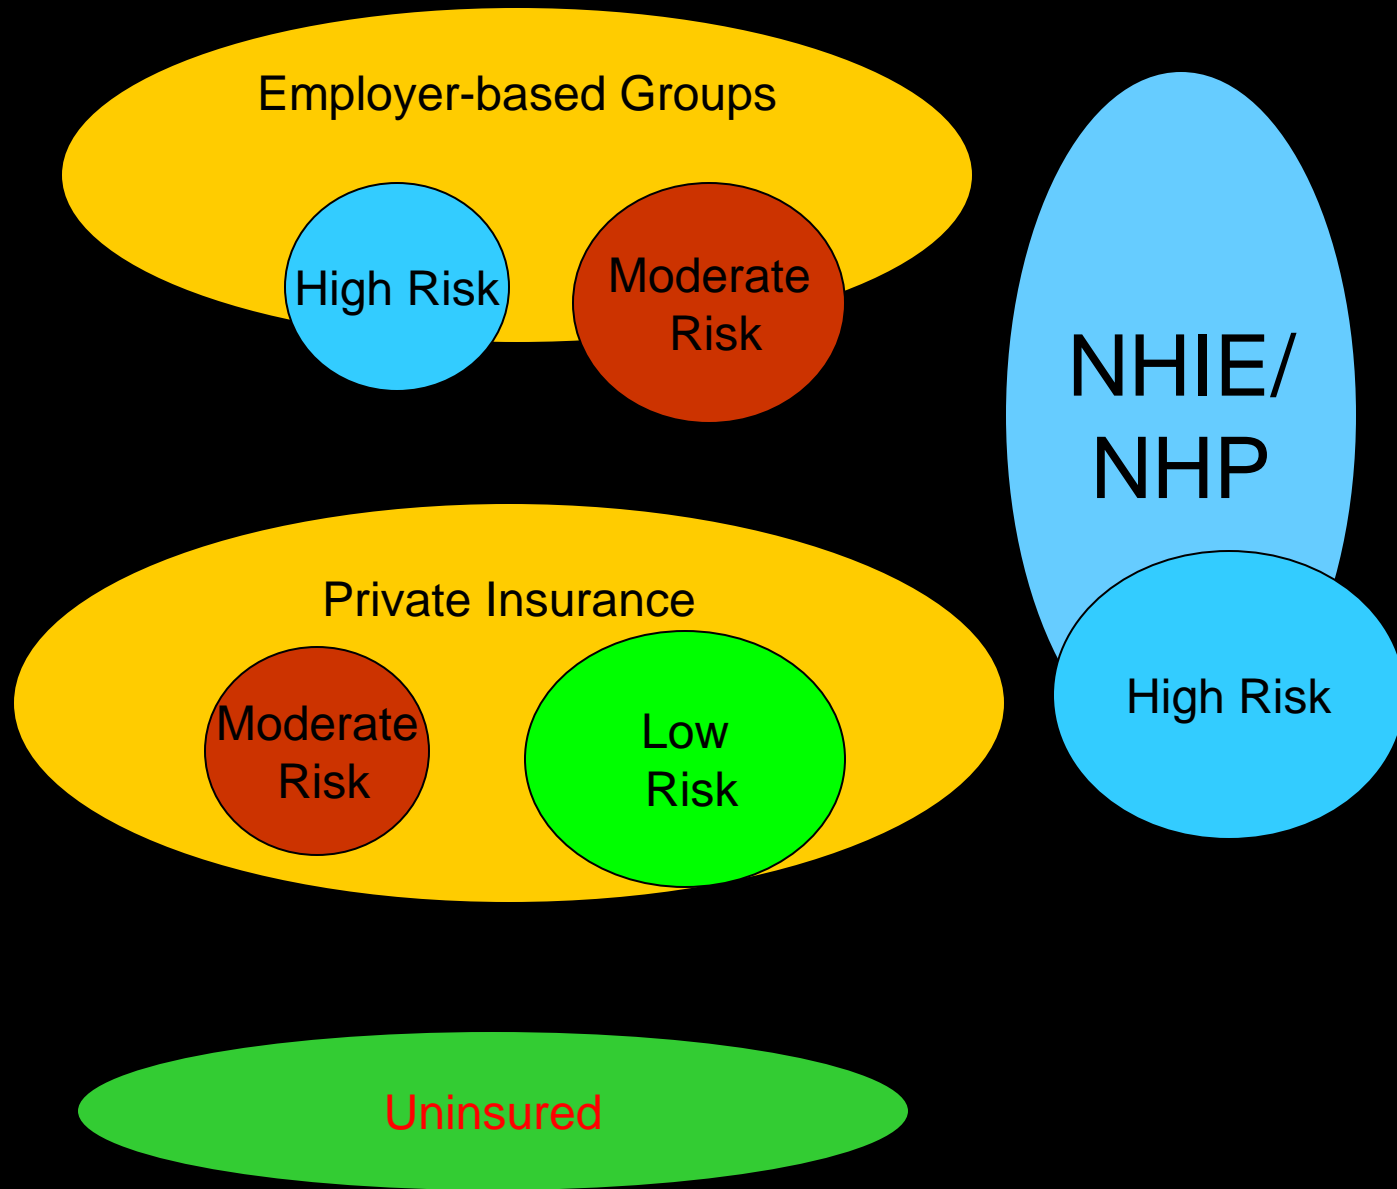 Employer-based Groups
High Risk
Moderate
Risk
NHIE/
NHP
Private Insurance
Moderate
Risk
Low
Risk
High Risk
Uninsured